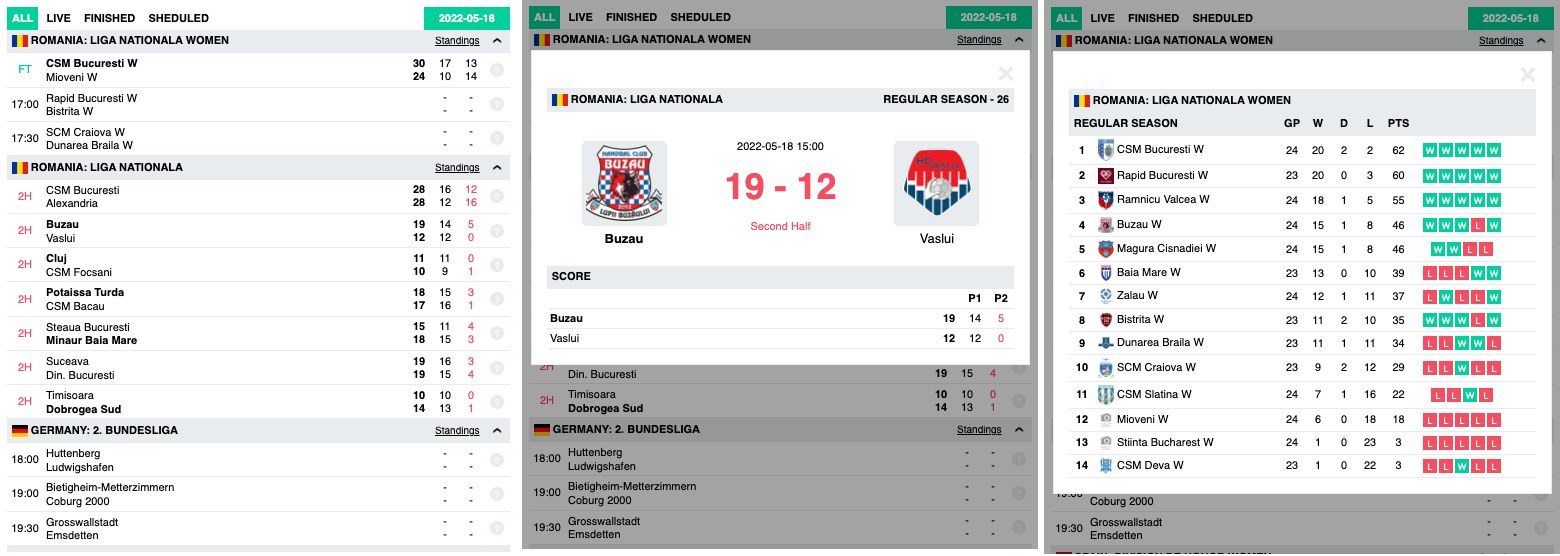 ALL LIVE FINISHED SHEDULED 2022-05-18
ROMANIA: LIGA NATIONALA WOMEN Standings
FT CSM Bucuresti W 30 17 13
Mioveni W 24 10 14
17:00 Rapid Bucuresti W - -
Bistrita W - -
17:30 SCM Craiova W - -
Dunarea Braila W - -
ROMANIA: LIGA NATIONALA Standings
2H CSM Bucuresti 28 16 12
Alexandria 28 12 16
2H Buzau 19 14 5
Vaslui 12 12 0
2H Cluj 11 11 0
CSM Focsani 10 9 1
2H Potaissa Turda 18 15 3
CSM Bacau 17 16 1
2H Steaua Bucuresti 15 11 4
Minaur Baia Mare 18 15 3
2H Suceava 19 16 3
Din. Bucuresti 19 15 4
2H Timisoara 10 10 0
Dobrogea Sud 14 13 1
GERMANY: 2. BUNDESLIGA Standings
18:00 Huttenberg - -
Ludwigshafen - -
19:00 Bietigheim-Metterzimmern - -
Coburg 2000 - -
19:30 Grosswallstadt - -
Emsdetten - -
ALL LIVE FINISHED SHEDULED 2022-05-18
ROMANIA: LIGA NATIONALA WOMEN Standings
×
ROMANIA: LIGA NATIONALA REGULAR SEASON - 26
2022-05-18 15:00
HANDBAL CLUB
BUZAU
2012
LUPII BUZAULUI
19 - 12
HC VASLUI
Second Half
Buzau Vaslui
SCORE
P1 P2
Buzau 19 14 5
Vaslui 12 12 0
2H Din. Bucuresti 19 15 4
2H Timisoara 10 10 0
Dobrogea Sud 14 13 1
GERMANY: 2. BUNDESLIGA Standings
18:00 Huttenberg - -
Ludwigshafen - -
19:00 Bietigheim-Metterzimmern - -
Coburg 2000 - -
19:30 Grosswallstadt - -
Emsdetten - -
ALL LIVE FINISHED SHEDULED 2022-05-18
ROMANIA: LIGA NATIONALA WOMEN Standings
×
ROMANIA: LIGA NATIONALA WOMEN
REGULAR SEASON GP W D L PTS
1 CSM Bucuresti W 24 20 2 2 62 W W W W W
2 Rapid Bucuresti W 23 20 0 3 60 W W W W W
3 Ramnicu Valcea W 24 18 1 5 55 W W W W W
4 Buzau W 24 15 1 8 46 W W W L W
5 Magura Cisnadiei W 24 15 1 8 46 W W L L
6 Baia Mare W 23 13 0 10 39 L L L W W
7 Zalau W 24 12 1 11 37 L W L L W
8 Bistrita W 23 11 2 10 35 W W W L W
9 Dunarea Braila W 23 11 1 11 34 L L W W L
10 SCM Craiova W 23 9 2 12 29 L L W L L
11 CSM Slatina W 24 7 1 16 22 L L W L
12 Mioveni W 24 6 0 18 18 L L L L L
13 Stiinta Bucharest W 24 1 0 23 3 L L L L L
14 CSM Deva W 23 1 0 22 3 L L W L L
19:00 Coburg 2000 - -
19:30 Grosswallstadt - -
Emsdetten - -